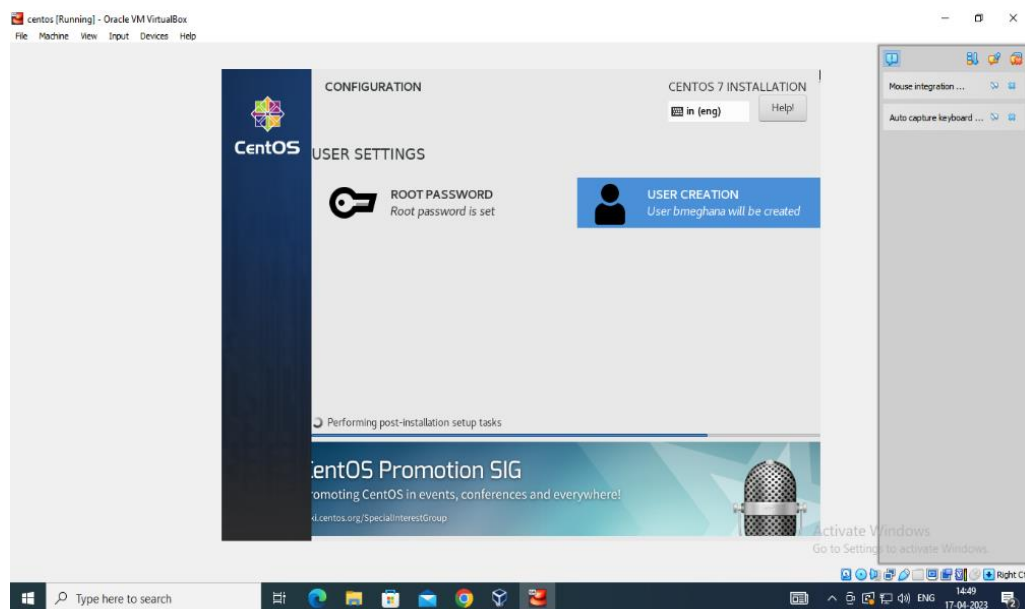 centos [Running] - Oracle VM VirtualBox
File Machine View Input Devices Help
Mouse integration ...
Auto capture keyboard ...
CONFIGURATION
CENTOS 7 INSTALLATION
in (eng)
Help!
CentOS
USER SETTINGS
ROOT PASSWORD
Root password is set
USER CREATION
User bmeghana will be created
Performing post-installation setup tasks
entOS Promotion SIG
romoting CentOS in events, conferences and everywhere!
ki.centos.org/SpecialInterestGroup
Activate Windows
Go to Settings to activate Windows.
Right Ct
Type here to search
ENG
14:49
17-04-2023